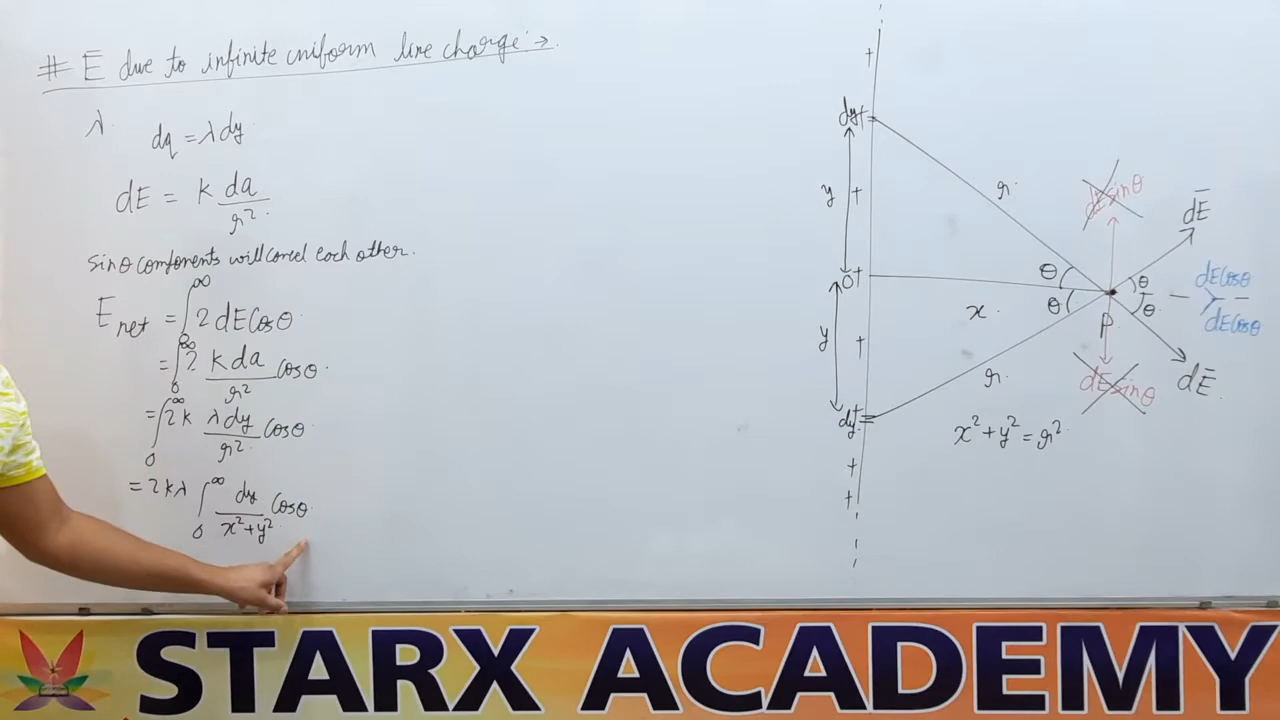 # E due to infinite uniform line charge :→
λ.
dq = λ dy
dE = k dq / r².
sinθ components will cancel each other.
E net = ∫₀^∞ 2 dE Cosθ
= ∫₀^∞ 2 k dq / r² cosθ.
= ∫₀^∞ 2k λdy / r² cosθ
= 2kλ ∫₀^∞ dy / x²+y² cosθ
+
dy +
y
+
O +
y
+
dy +
+
+
r
x.
r.
θ
θ
P.
dE sinθ
dE
θ
dE cosθ
θ
dE cosθ
dE
dE sinθ
x² + y² = r²
STARX ACADEMY